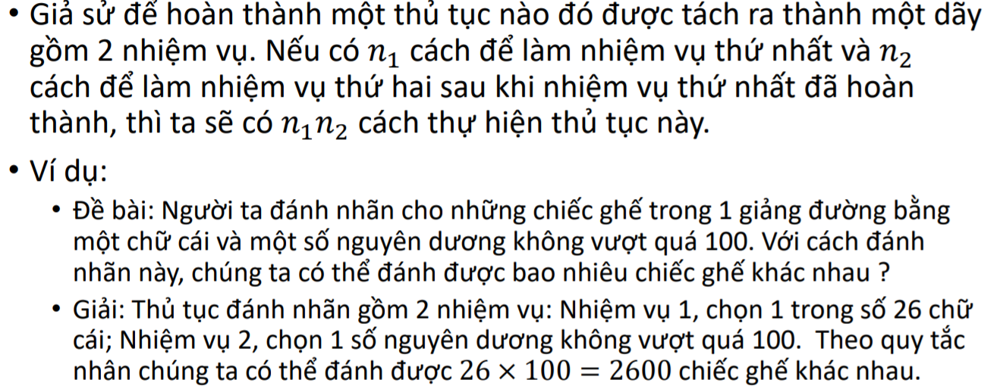 • Giả sử để hoàn thành một thủ tục nào đó được tách ra thành một dãy
gồm 2 nhiệm vụ. Nếu có n₁ cách để làm nhiệm vụ thứ nhất và n₂
cách để làm nhiệm vụ thứ hai sau khi nhiệm vụ thứ nhất đã hoàn
thành, thì ta sẽ có n₁n₂ cách thự hiện thủ tục này.
• Ví dụ:
• Đề bài: Người ta đánh nhãn cho những chiếc ghế trong 1 giảng đường bằng
một chữ cái và một số nguyên dương không vượt quá 100. Với cách đánh
nhãn này, chúng ta có thể đánh được bao nhiêu chiếc ghế khác nhau ?
• Giải: Thủ tục đánh nhãn gồm 2 nhiệm vụ: Nhiệm vụ 1, chọn 1 trong số 26 chữ
cái; Nhiệm vụ 2, chọn 1 số nguyên dương không vượt quá 100. Theo quy tắc
nhân chúng ta có thể đánh được 26 × 100 = 2600 chiếc ghế khác nhau.